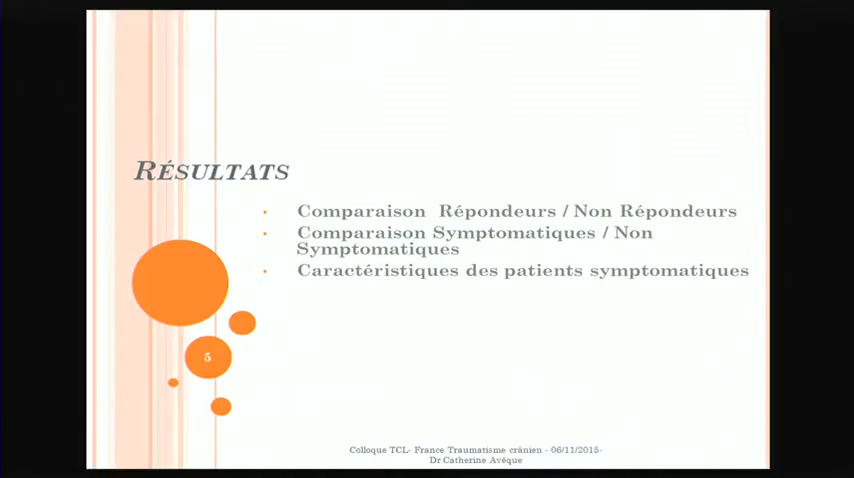 RÉSULTATS
• Comparaison Répondeurs / Non Répondeurs
• Comparaison Symptomatiques / Non
Symptomatiques
• Caractéristiques des patients symptomatiques
5
Colloque TCL- France Traumatisme crânien - 06/11/2015-
Dr Catherine Avêque